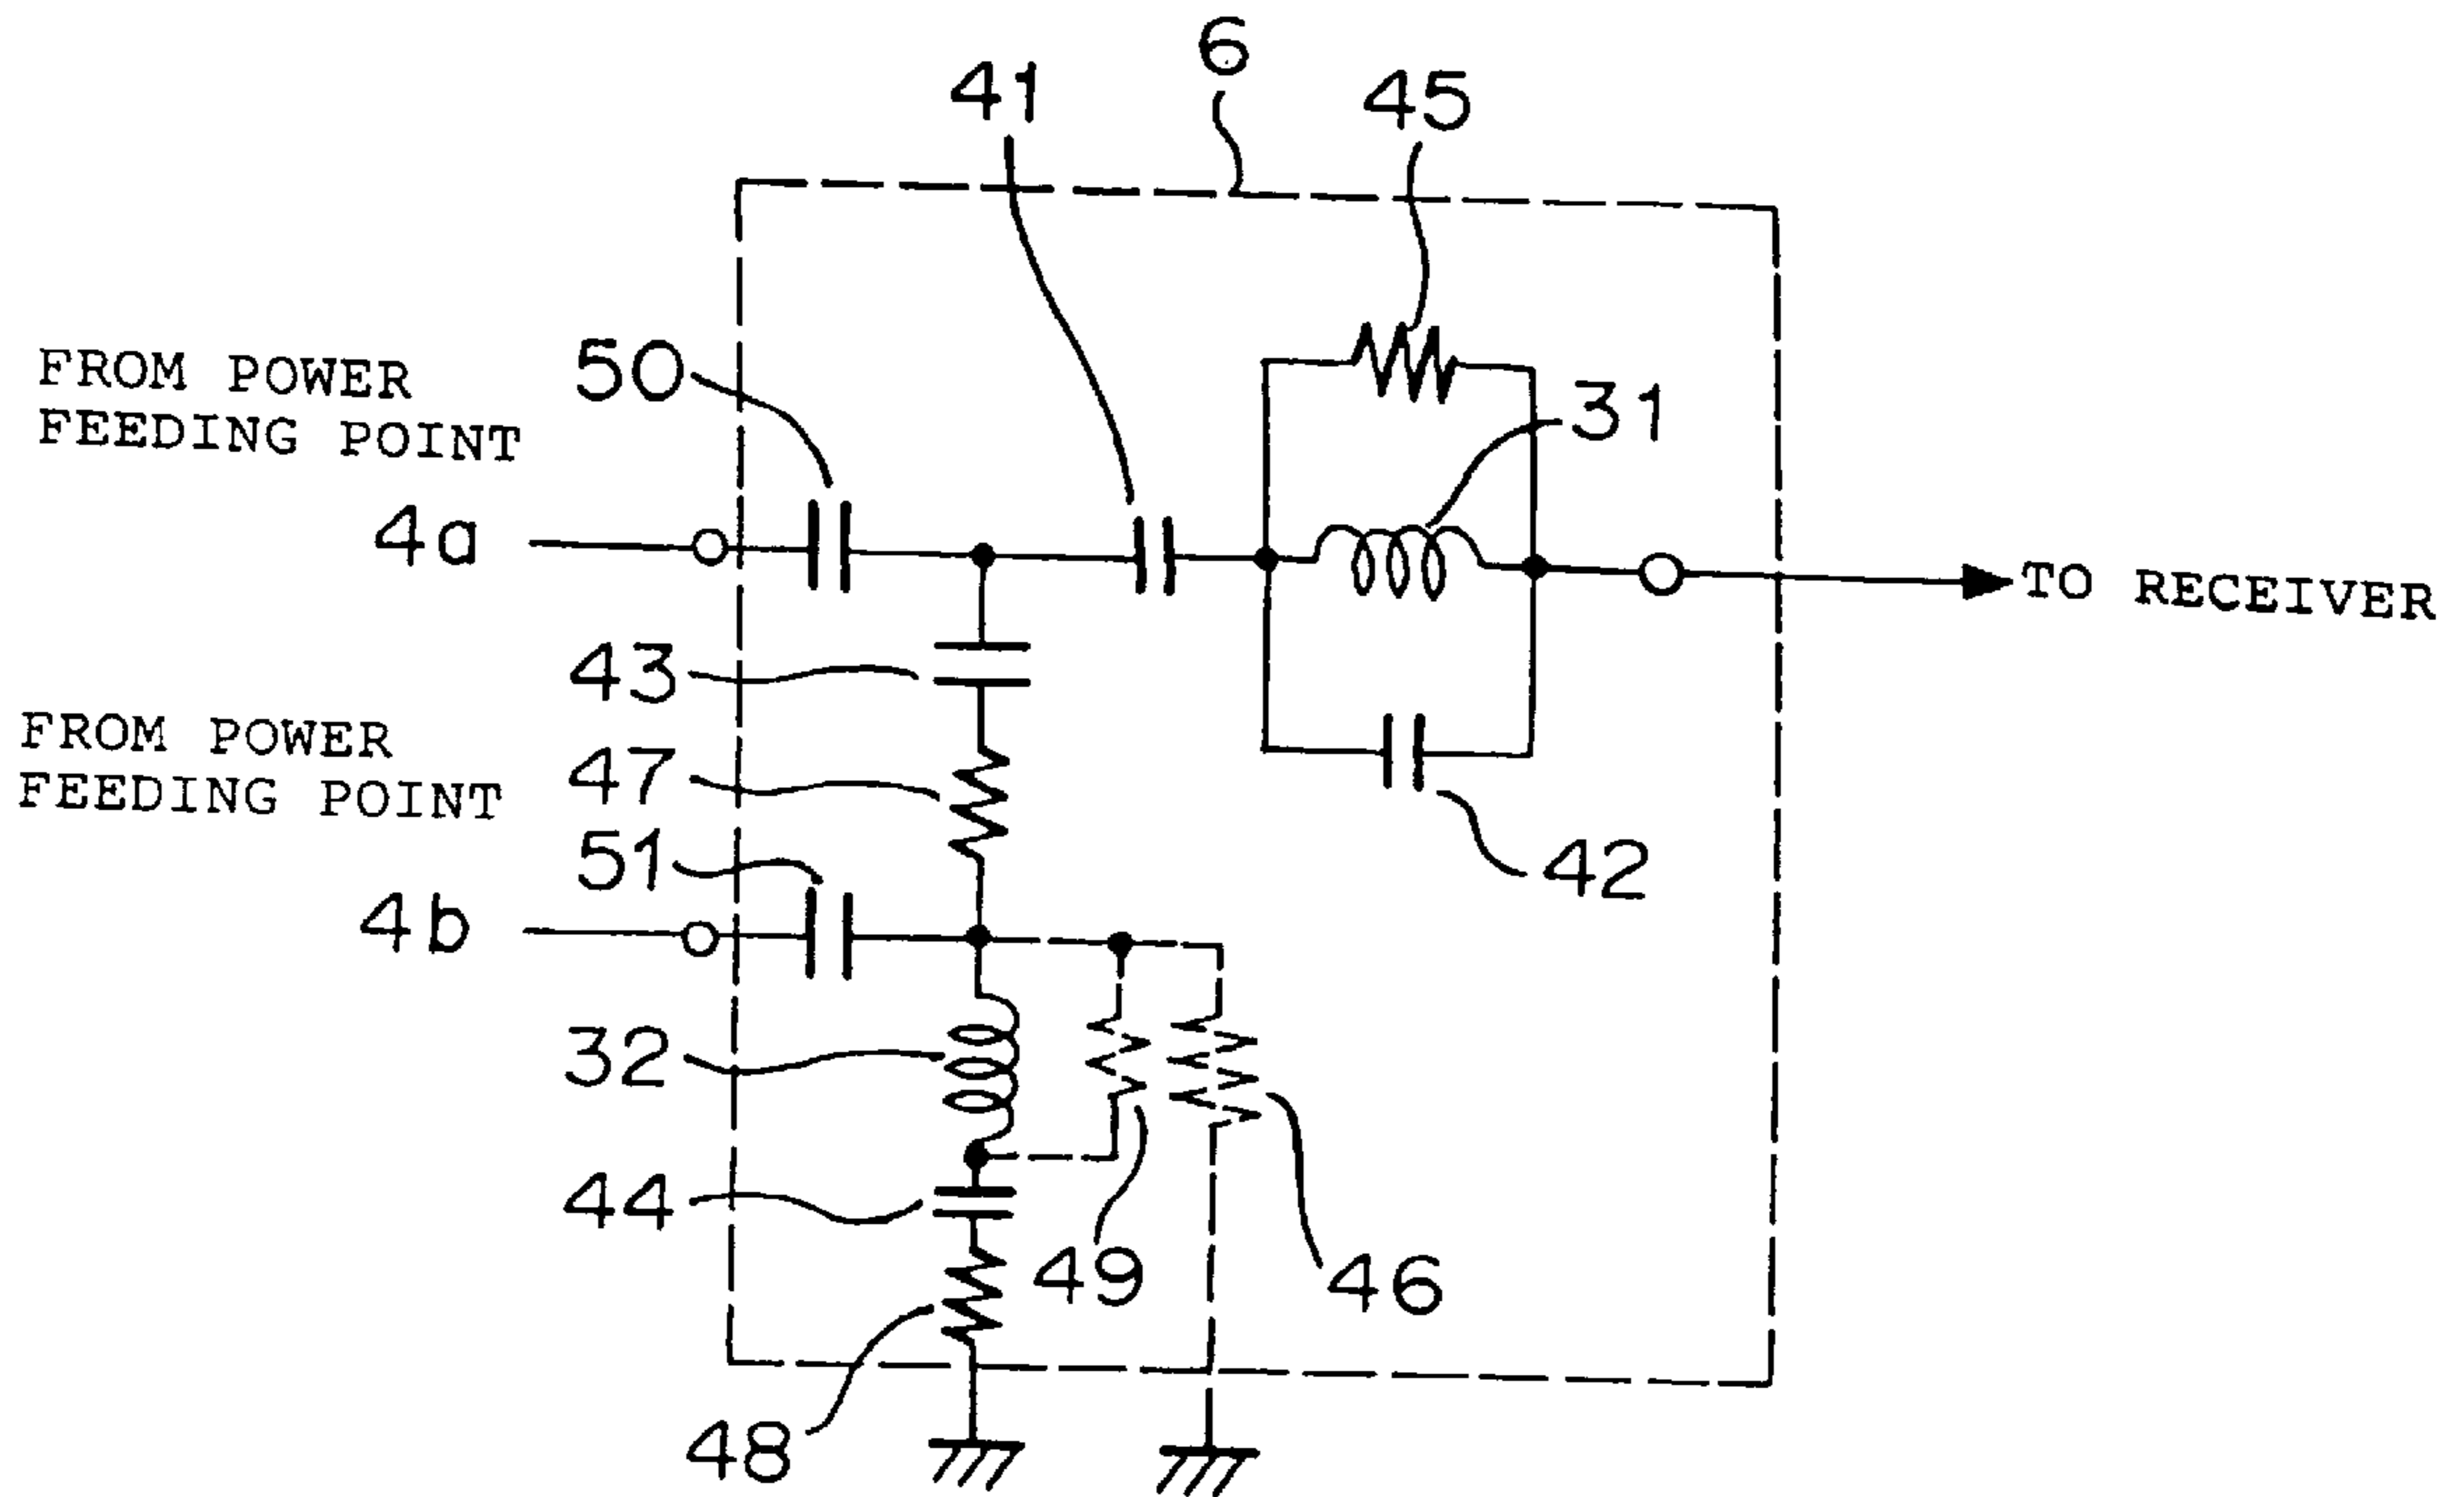 6
41
45
FROM POWER
FEEDING POINT
50
31
4a
TO RECEIVER
43
FROM POWER
FEEDING POINT
47
51
42
4b
32
44
49
46
48